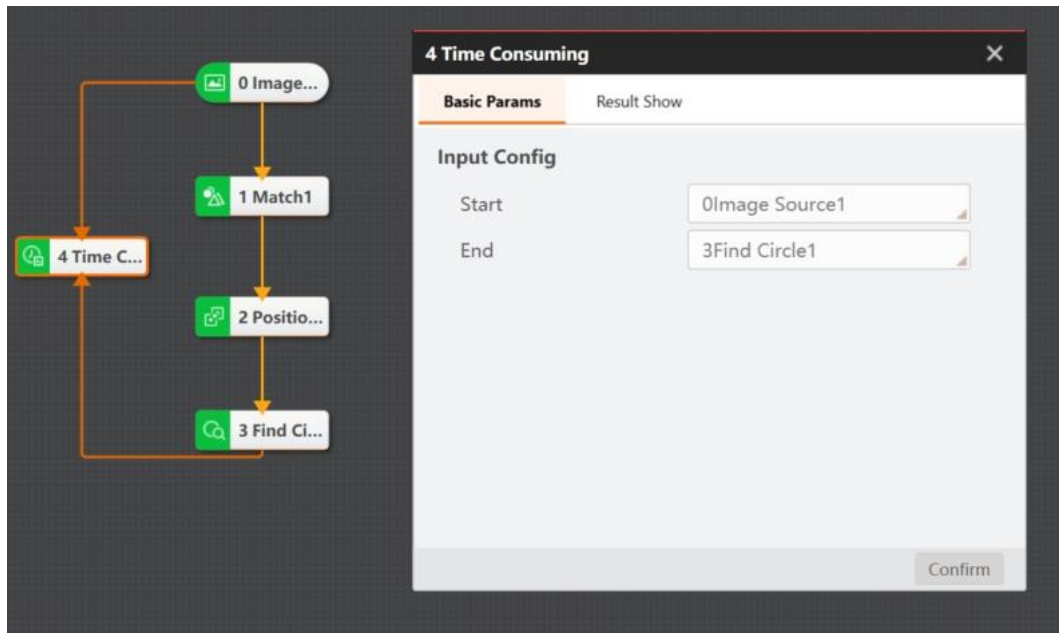 0 Image...
1 Match1
4 Time C...
2 Positio...
3 Find Ci...
4 Time Consuming
Basic Params
Result Show
Input Config
Start
0Image Source1
End
3Find Circle1
Confirm